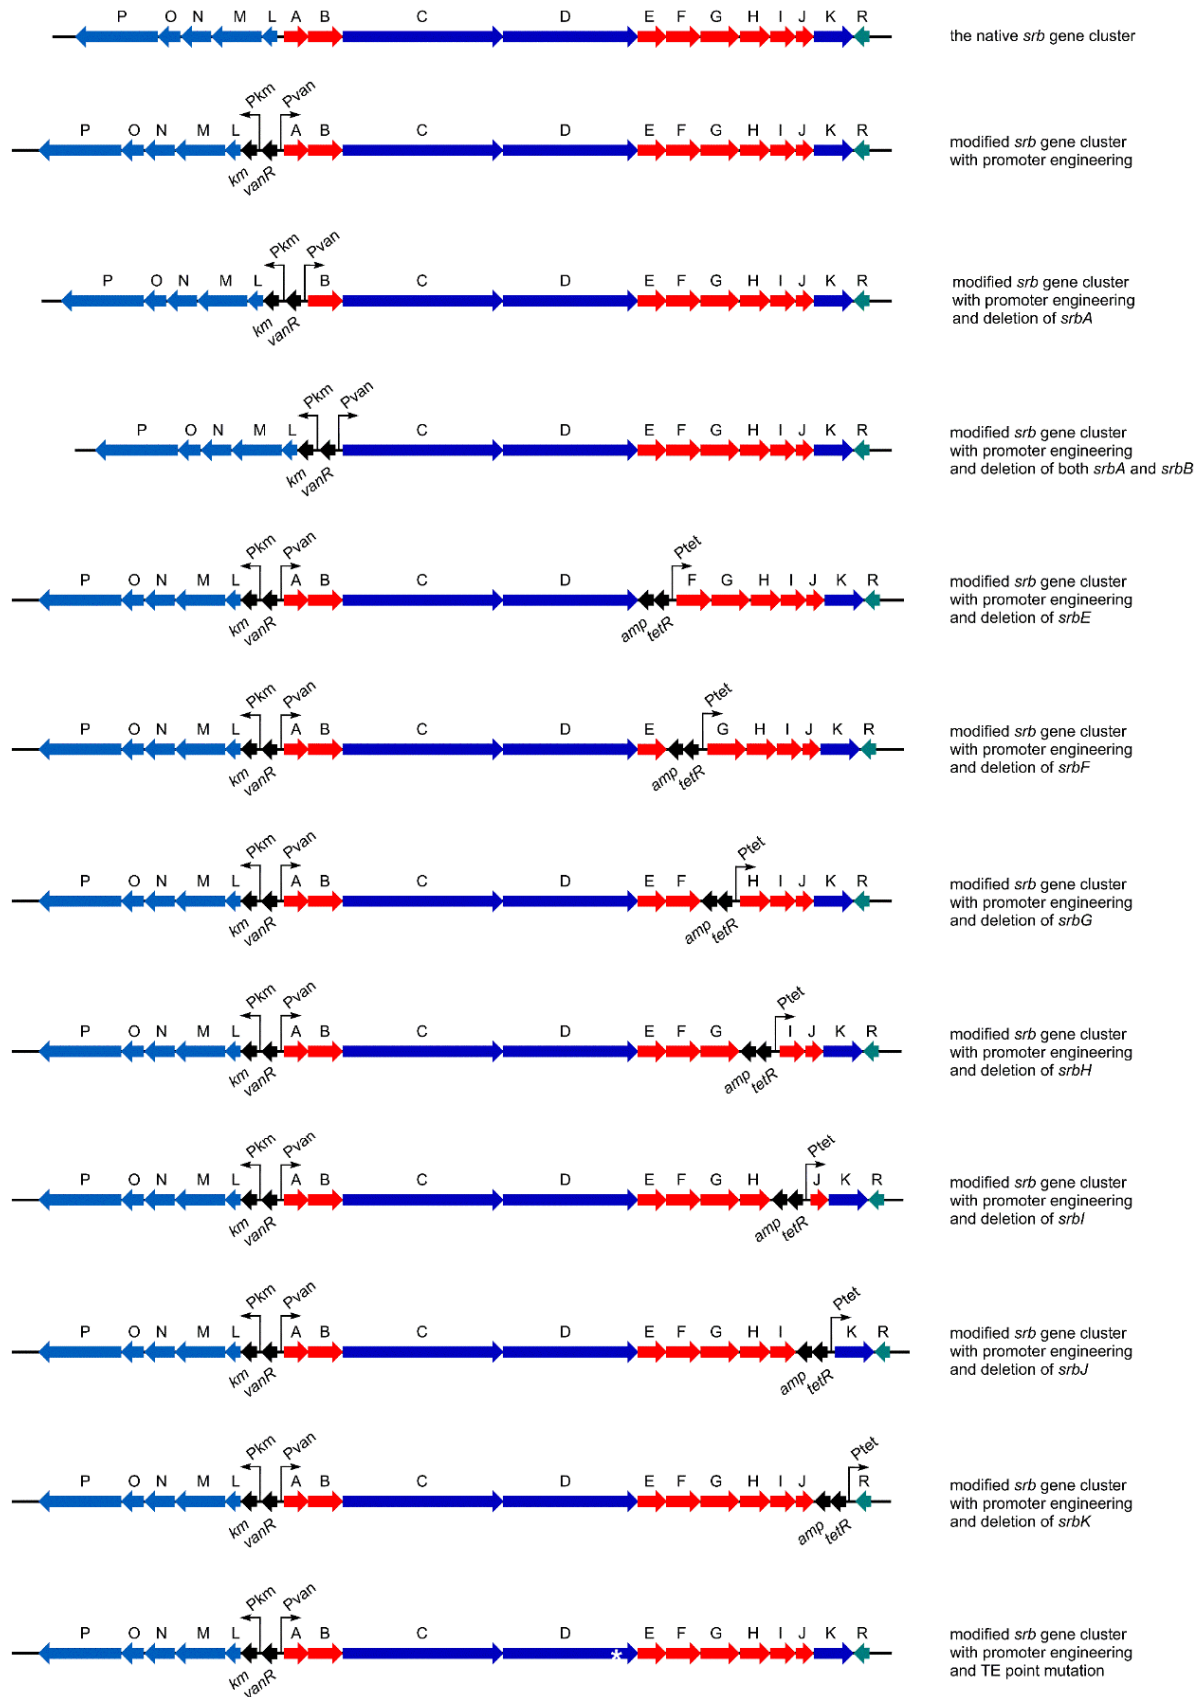 P O N M L A B C D E F G H I J K R
the native srb gene cluster
Pkm Pvan
P O N M L A B C D E F G H I J K R
modified srb gene cluster
with promoter engineering
km vanR
Pkm Pvan
P O N M L B C D E F G H I J K R
modified srb gene cluster
with promoter engineering
and deletion of srbA
km vanR
Pkm Pvan
P O N M L C D E F G H I J K R
modified srb gene cluster
with promoter engineering
and deletion of both srbA and srbB
km vanR
Pkm Pvan Ptet
P O N M L A B C D F G H I J K R
modified srb gene cluster
with promoter engineering
and deletion of srbE
km vanR amp tetR
Pkm Pvan Ptet
P O N M L A B C D E G H I J K R
modified srb gene cluster
with promoter engineering
and deletion of srbF
km vanR amp tetR
Pkm Pvan Ptet
P O N M L A B C D E F H I J K R
modified srb gene cluster
with promoter engineering
and deletion of srbG
km vanR amp tetR
Pkm Pvan Ptet
P O N M L A B C D E F G I J K R
modified srb gene cluster
with promoter engineering
and deletion of srbH
km vanR amp tetR
Pkm Pvan Ptet
P O N M L A B C D E F G H J K R
modified srb gene cluster
with promoter engineering
and deletion of srbI
km vanR amp tetR
Pkm Pvan Ptet
P O N M L A B C D E F G H I K R
modified srb gene cluster
with promoter engineering
and deletion of srbJ
km vanR amp tetR
Pkm Pvan Ptet
P O N M L A B C D E F G H I J R
modified srb gene cluster
with promoter engineering
and deletion of srbK
km vanR amp tetR
Pkm Pvan
P O N M L A B C D E F G H I J K R
*
modified srb gene cluster
with promoter engineering
and TE point mutation
km vanR